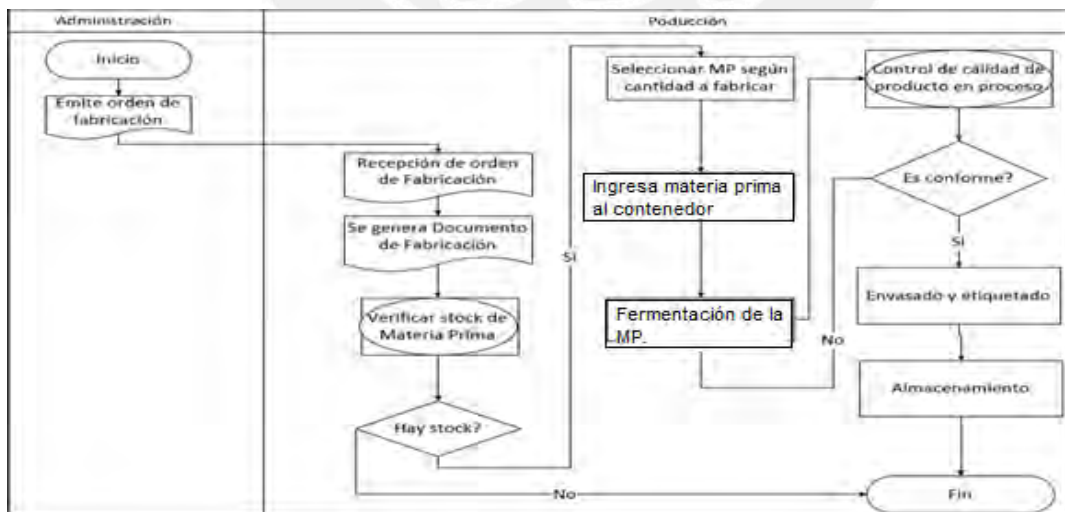 Administración
Poducción
Inicio
Emite orden de
fabricación
Recepción de orden
de Fabricación
Se genera Documento
de Fabricación
Verificar stock de
Materia Prima
Hay stock?
Si
No
Seleccionar MP según
cantidad a fabricar
Ingresa materia prima
al contenedor
Fermentación de la
MP.
Control de calidad de
producto en proceso
Es conforme?
No
Si
Envasado y etiquetado
Almacenamiento
Fin